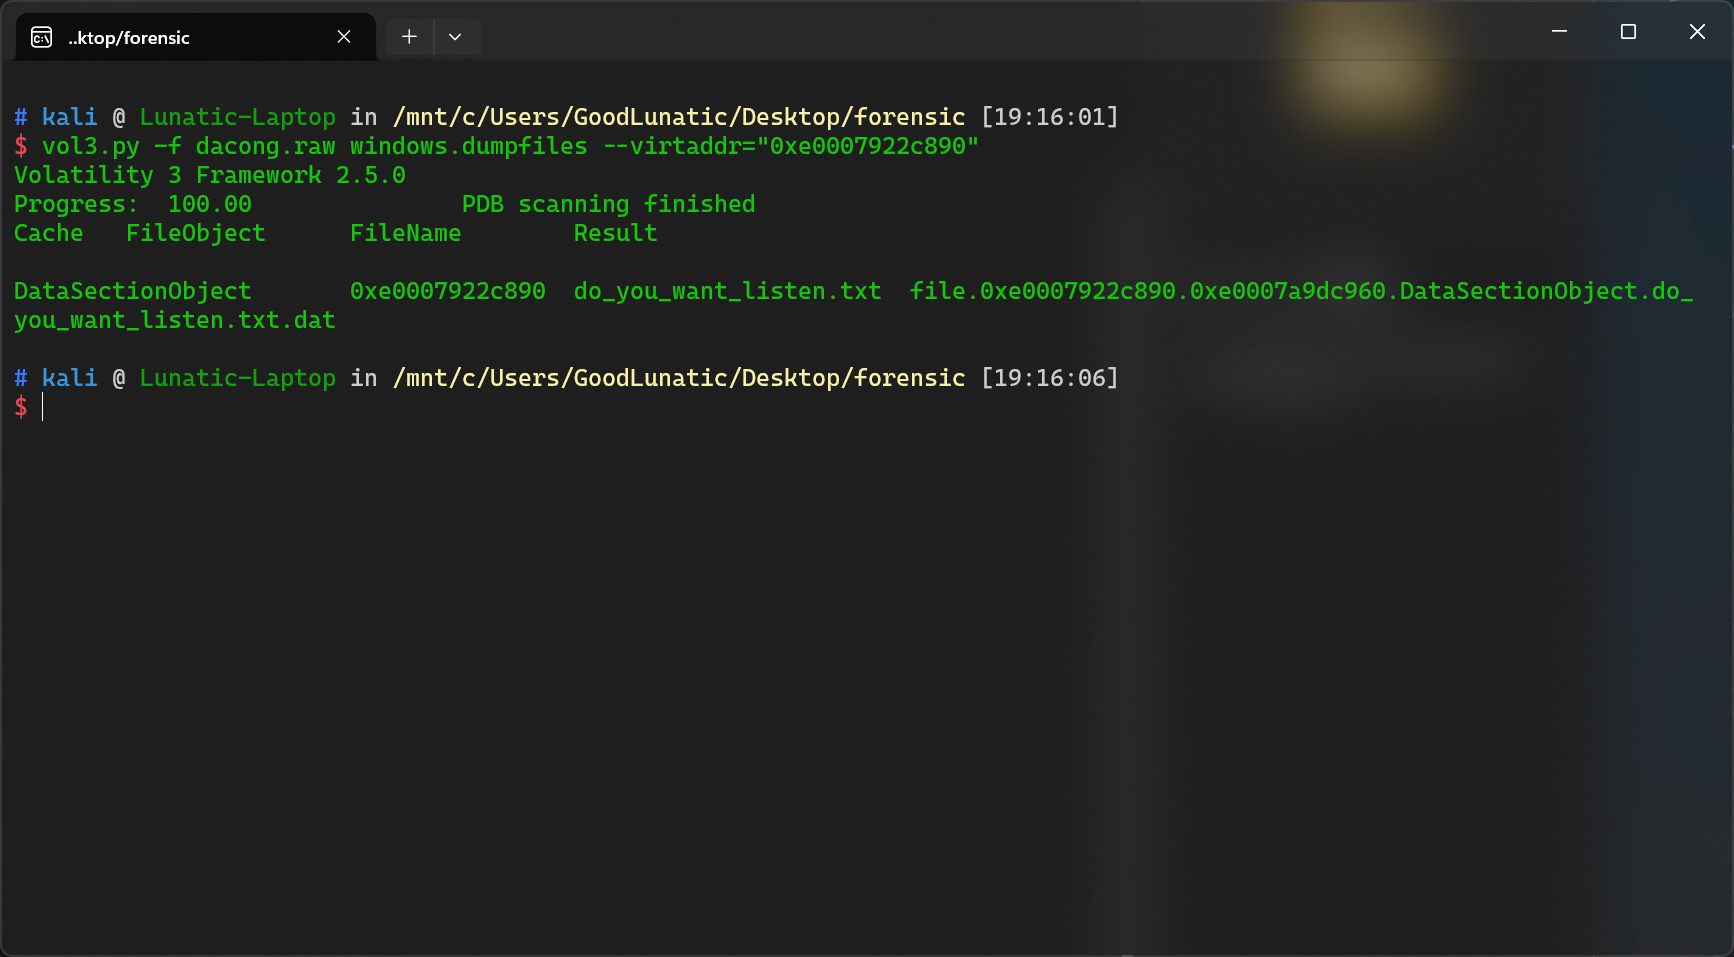 ..ktop/forensic
# kali @ Lunatic-Laptop in /mnt/c/Users/GoodLunatic/Desktop/forensic [19:16:01]
$ vol3.py -f dacong.raw windows.dumpfiles --virtaddr="0xe0007922c890"
Volatility 3 Framework 2.5.0
Progress:  100.00               PDB scanning finished
Cache   FileObject      FileName        Result
DataSectionObject       0xe0007922c890  do_you_want_listen.txt  file.0xe0007922c890.0xe0007a9dc960.DataSectionObject.do_
you_want_listen.txt.dat
# kali @ Lunatic-Laptop in /mnt/c/Users/GoodLunatic/Desktop/forensic [19:16:06]
$